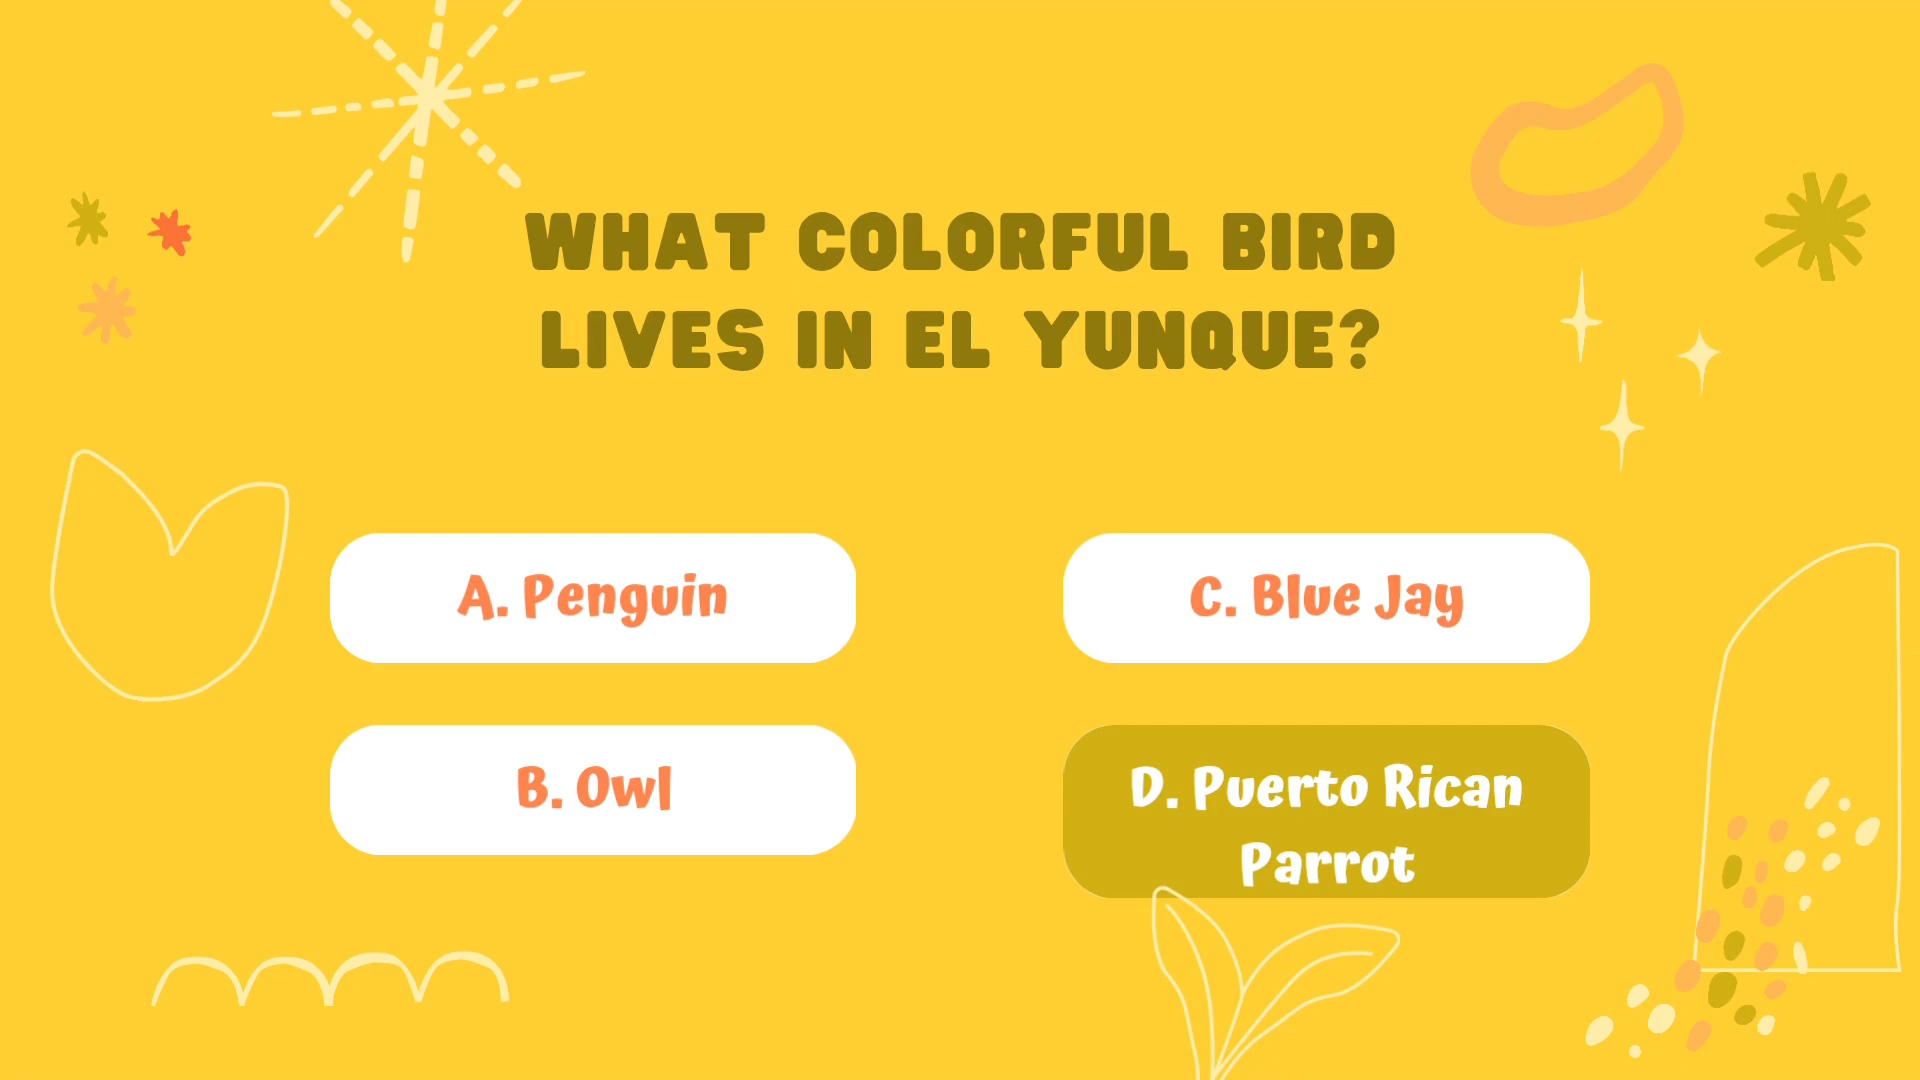 WHAT COLORFUL BIRD
LIVES IN EL YUNQUE?
A. Penguin
B. Owl
C. Blue Jay
D. Puerto Rican
Parrot